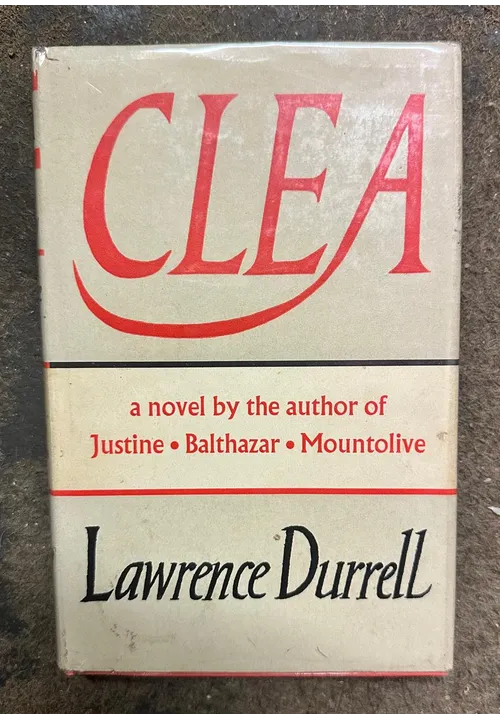 CLEA
a novel by the author of
Justine • Balthazar • Mountolive
Lawrence Durrell